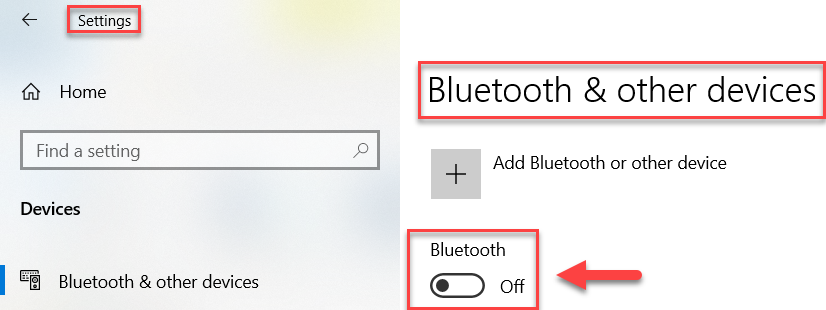 Settings
Home
Find a setting
Devices
Bluetooth & other devices
Bluetooth & other devices
Add Bluetooth or other device
Bluetooth
Off